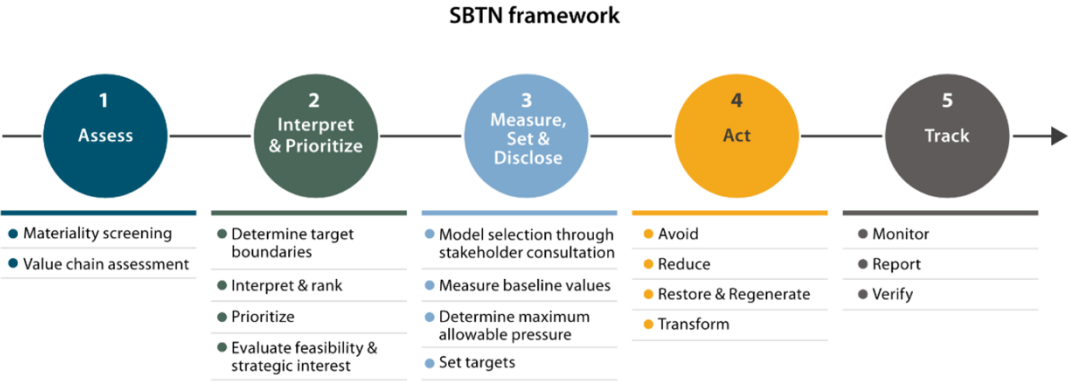 SBTN framework
1
Assess
2
Interpret
& Prioritize
3
Measure,
Set &
Disclose
4
Act
5
Track
Materiality screening
Value chain assessment
Determine target
boundaries
Interpret & rank
Prioritize
Evaluate feasibility &
strategic interest
Model selection through
stakeholder consultation
Measure baseline values
Determine maximum
allowable pressure
Set targets
Avoid
Reduce
Restore & Regenerate
Transform
Monitor
Report
Verify